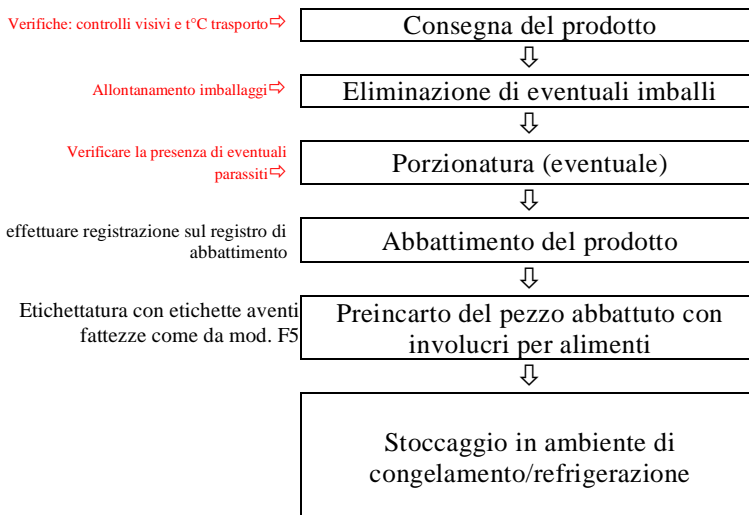 Verifiche: controlli visivi e t°C trasporto⇨
Consegna del prodotto
⇩
Allontanamento imballaggi⇨
Eliminazione di eventuali imballi
⇩
Verificare la presenza di eventuali
parassiti⇨
Porzionatura (eventuale)
⇩
effettuare registrazione sul registro di
abbattimento
Abbattimento del prodotto
⇩
Etichettatura con etichette aventi
fattezze come da mod. F5
Preincarto del pezzo abbattuto con
involucri per alimenti
⇩
Stoccaggio in ambiente di
congelamento/refrigerazione